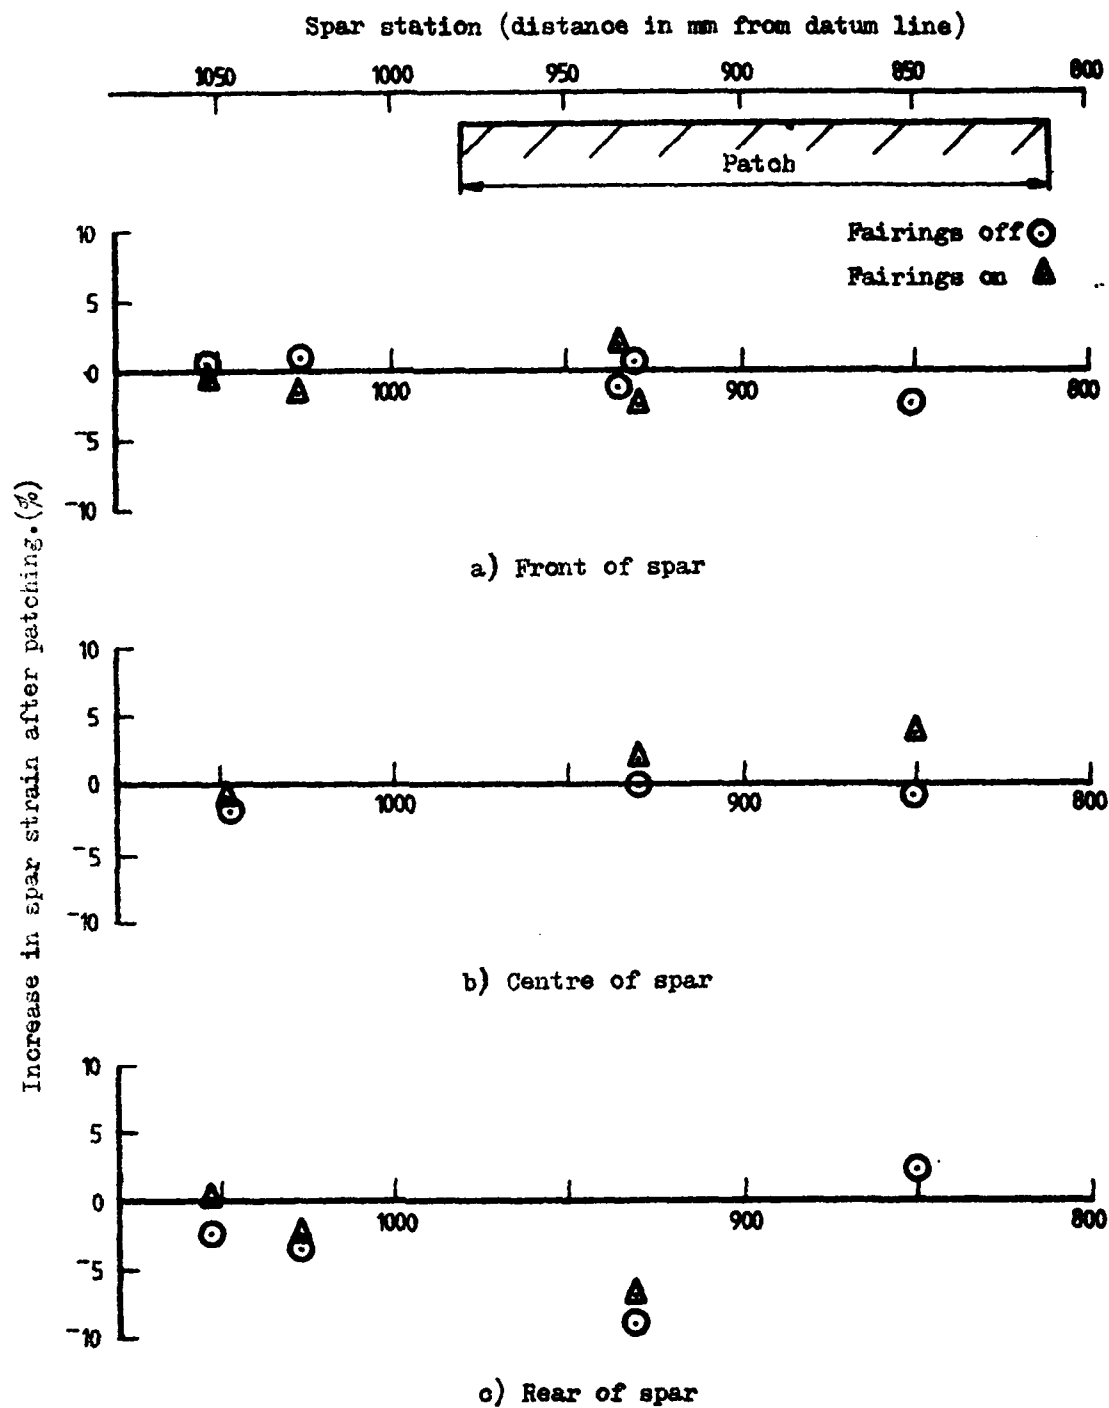 Spar station (distance in mm from datum line)
1050 1000 950 900 850 800
Patch
Fairings off
Fairings on
10
5
0
-5
-10
1000 900 800
a) Front of spar
Increase in spar strain after patching.(%)
10
5
0
-5
-10
1000 900 800
b) Centre of spar
10
5
0
-5
-10
1000 900 800
c) Rear of spar